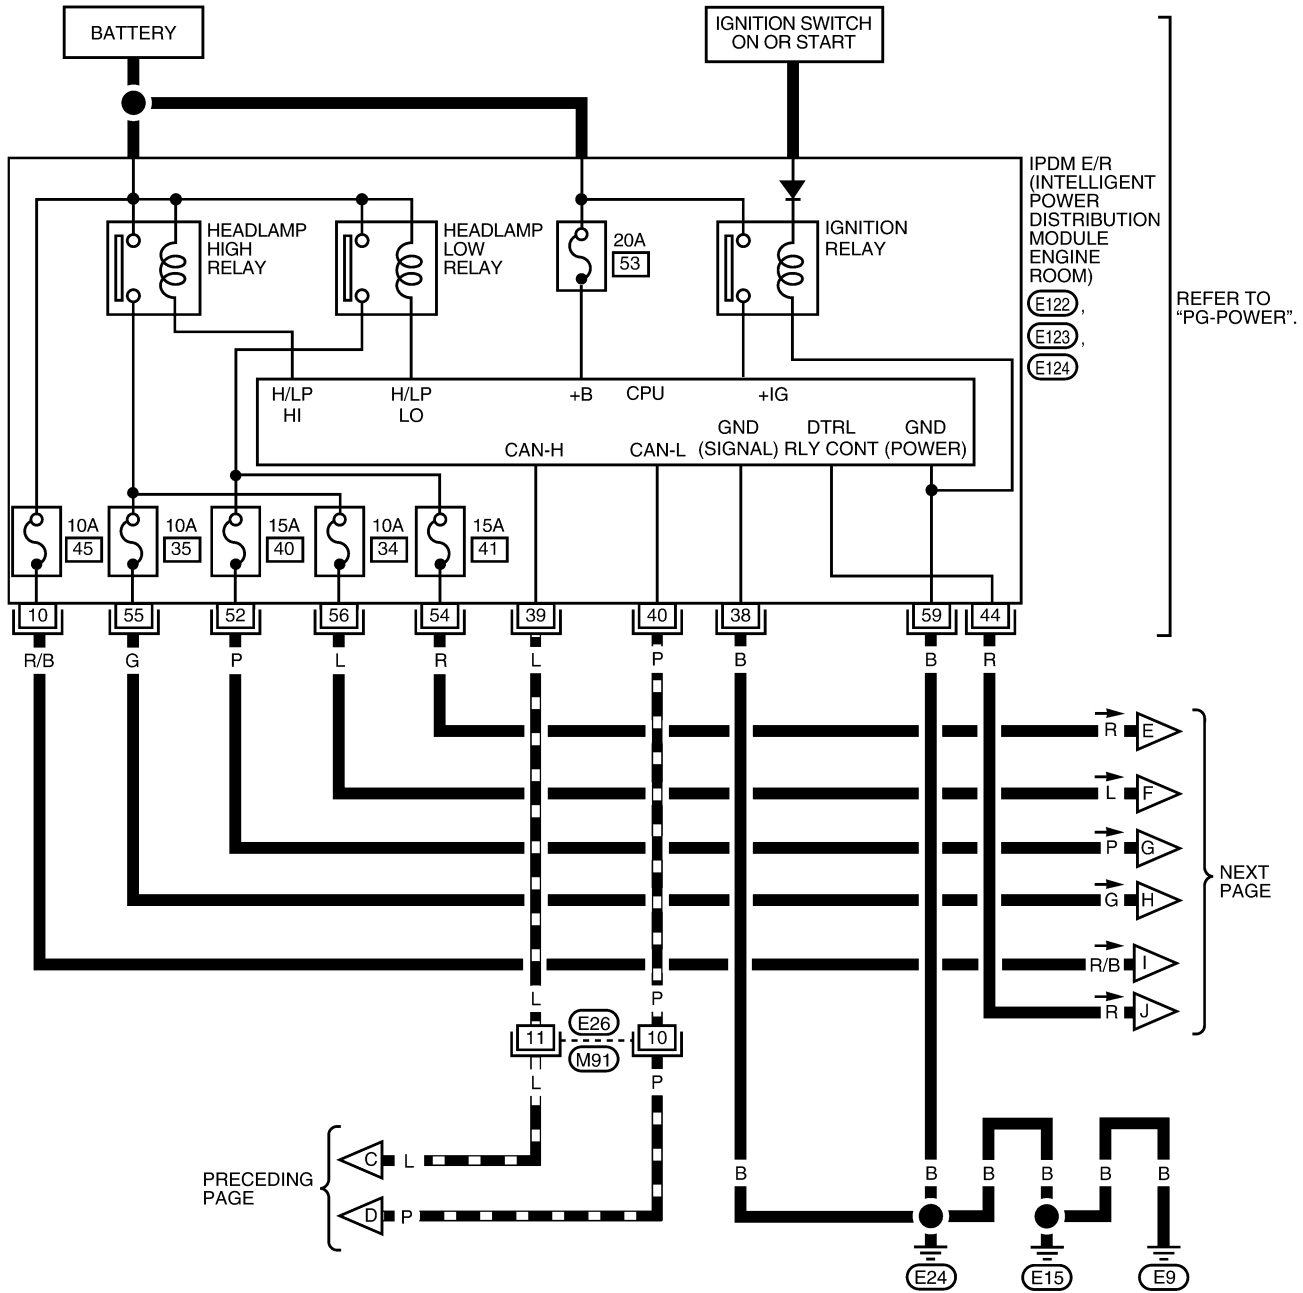 BATTERY
IGNITION SWITCH
ON OR START
IPDM E/R
(INTELLIGENT
POWER
DISTRIBUTION
MODULE
ENGINE
ROOM)
E122 ,
E123 ,
E124
REFER TO
“PG-POWER”.
HEADLAMP
HIGH
RELAY
HEADLAMP
LOW
RELAY
20A
53
IGNITION
RELAY
H/LP
HI
H/LP
LO
+B
CPU
+IG
CAN-H
CAN-L
GND
(SIGNAL)
DTRL
RLY CONT
GND
(POWER)
10A
45
10A
35
15A
40
10A
34
15A
41
10 55 52 56 54 39 40 38 59 44
R/B G P L R L P B B R
R E
L F
P G
G H
R/B I
R J
NEXT
PAGE
L P
11 E26 10
M91
L P
PRECEDING
PAGE
C L
D P
B B B B B B
E24 E15 E9